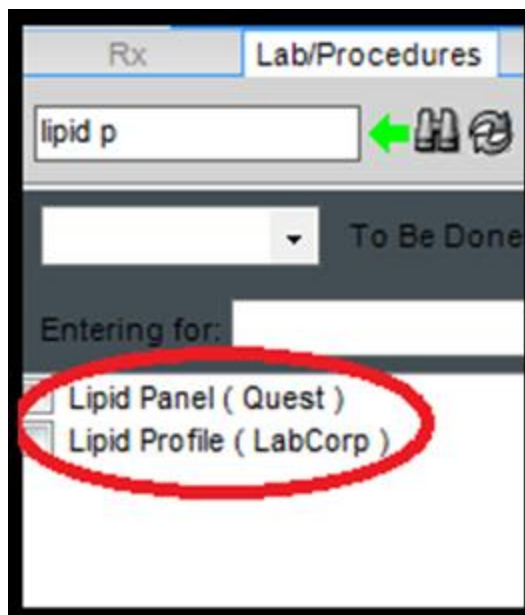 Rx Lab/Procedures
lipid p
To Be Done
Entering for:
Lipid Panel ( Quest )
Lipid Profile ( LabCorp )